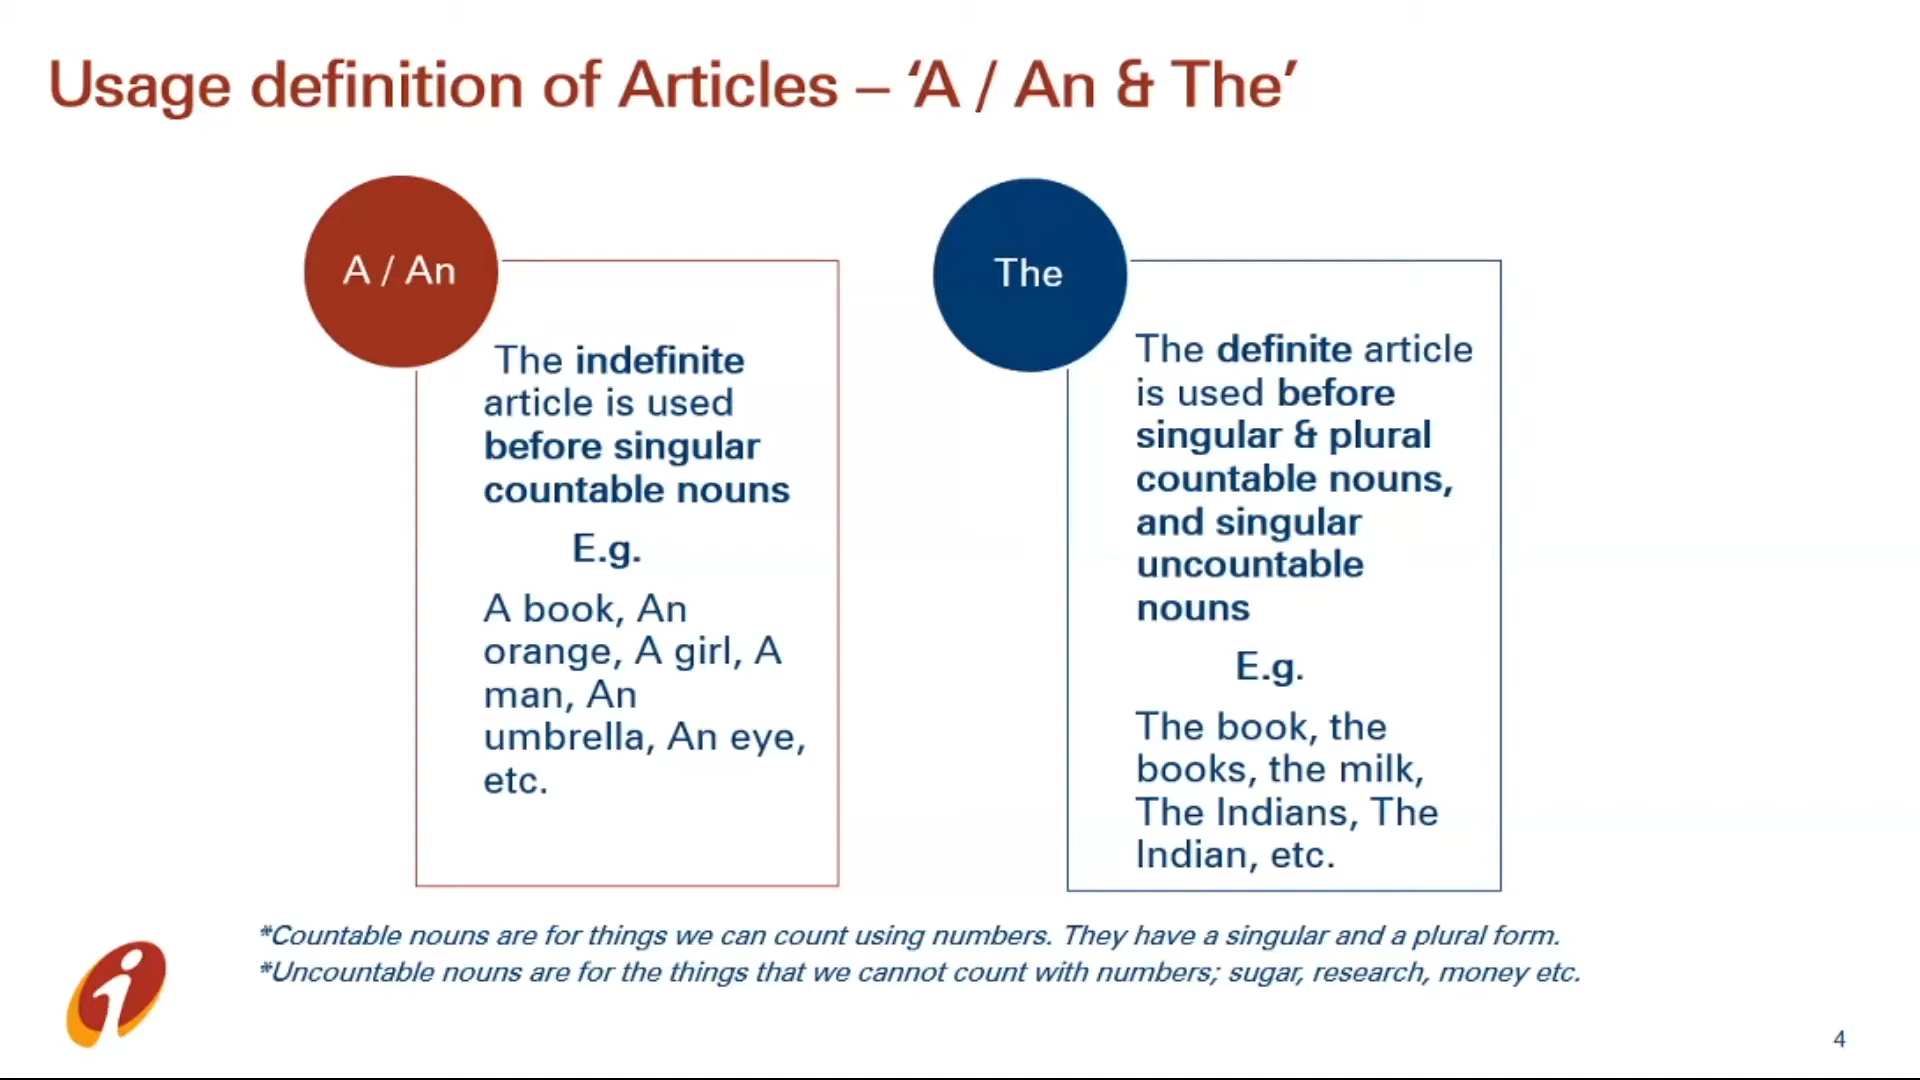 Usage definition of Articles – ‘A / An & The’
A / An
The indefinite
article is used
before singular
countable nouns
E.g.
A book, An
orange, A girl, A
man, An
umbrella, An eye,
etc.
The
The definite article
is used before
singular & plural
countable nouns,
and singular
uncountable
nouns
E.g.
The book, the
books, the milk,
The Indians, The
Indian, etc.
*Countable nouns are for things we can count using numbers. They have a singular and a plural form.
*Uncountable nouns are for the things that we cannot count with numbers; sugar, research, money etc.
4